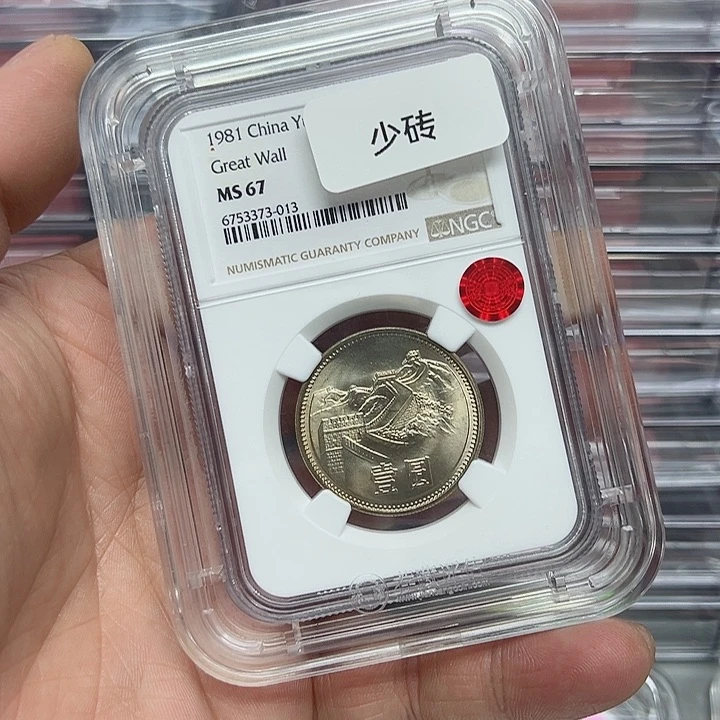 1981 China Y
少砖
Great Wall
MS 67
6753373-013
NUMISMATIC GUARANTY COMPANY
NGC
壹圆